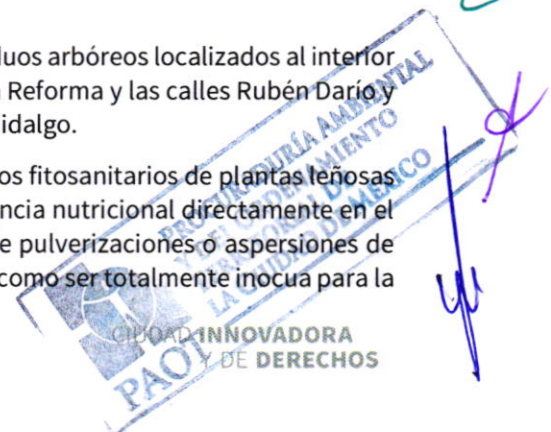 duos arbóreos localizados al interior
Reforma y las calles Rubén Darío y
idalgo.
os fitosanitarios de plantas leñosas
ncia nutricional directamente en el
e pulverizaciones o aspersiones de
como ser totalmente inocua para la
PROCURADURÍA AMBIENTAL
Y DEL ORDENAMIENTO
TERRITORIAL DE
LA CIUDAD DE MÉXICO
PAOT
CIUDAD INNOVADORA
Y DE DERECHOS